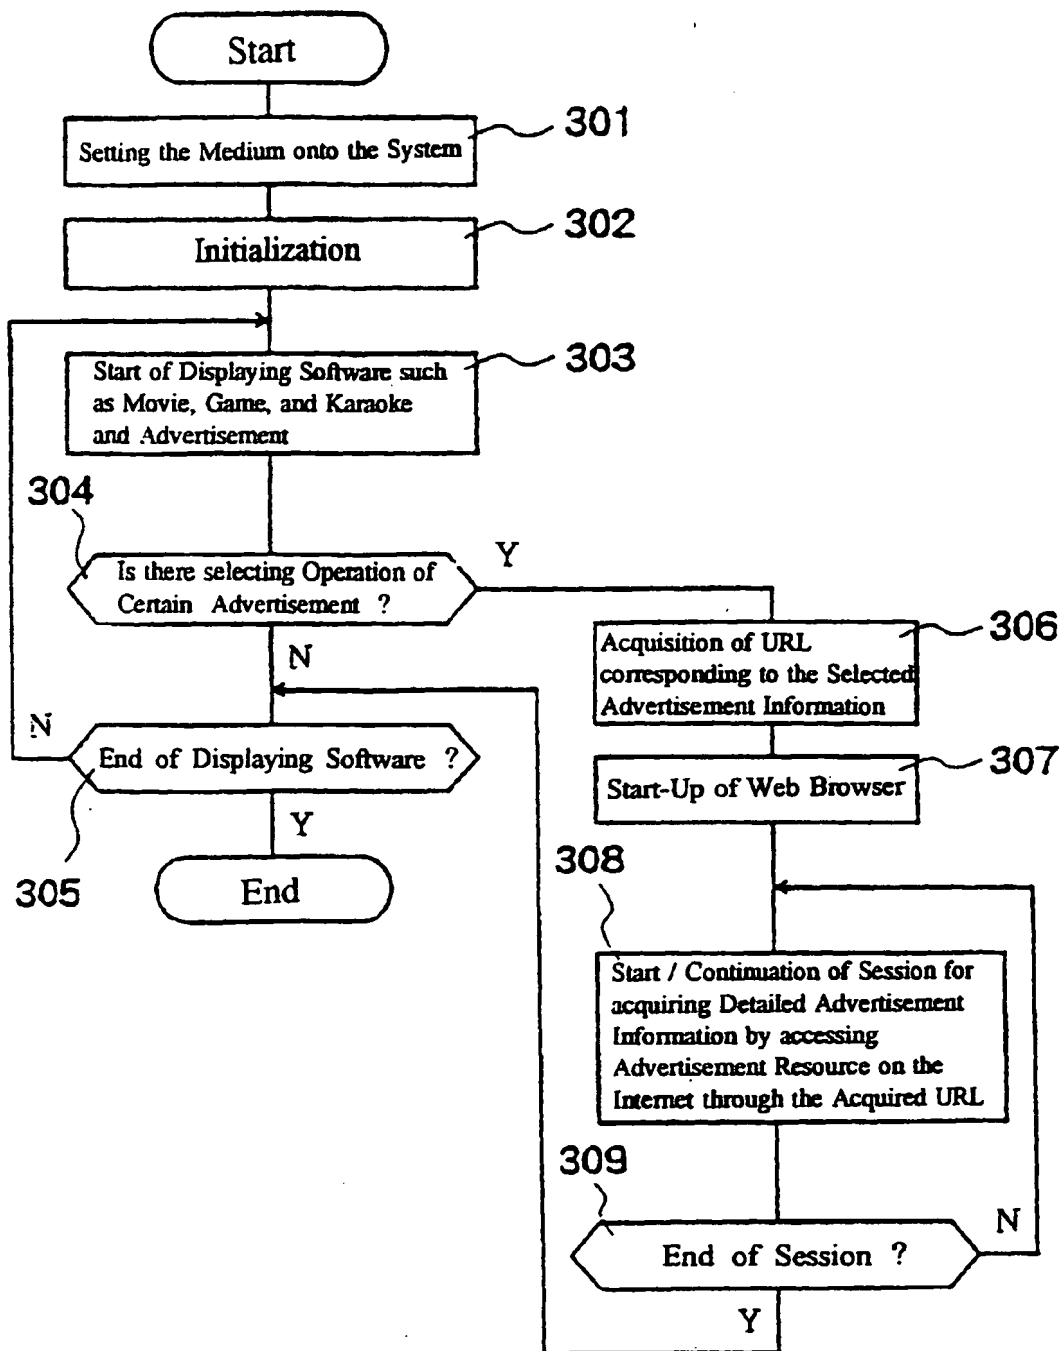 Start
301
Setting the Medium onto the System
302
Initialization
303
Start of Displaying Software such
as Movie, Game, and Karaoke
and Advertisement
304
Is there selecting Operation of
Certain Advertisement ?
Y
N
N
End of Displaying Software ?
305
Y
End
306
Acquisition of URL
corresponding to the Selected
Advertisement Information
307
Start-Up of Web Browser
308
Start / Continuation of Session for
acquiring Detailed Advertisement
Information by accessing
Advertisement Resource on the
Internet through the Acquired URL
309
End of Session ?
N
Y